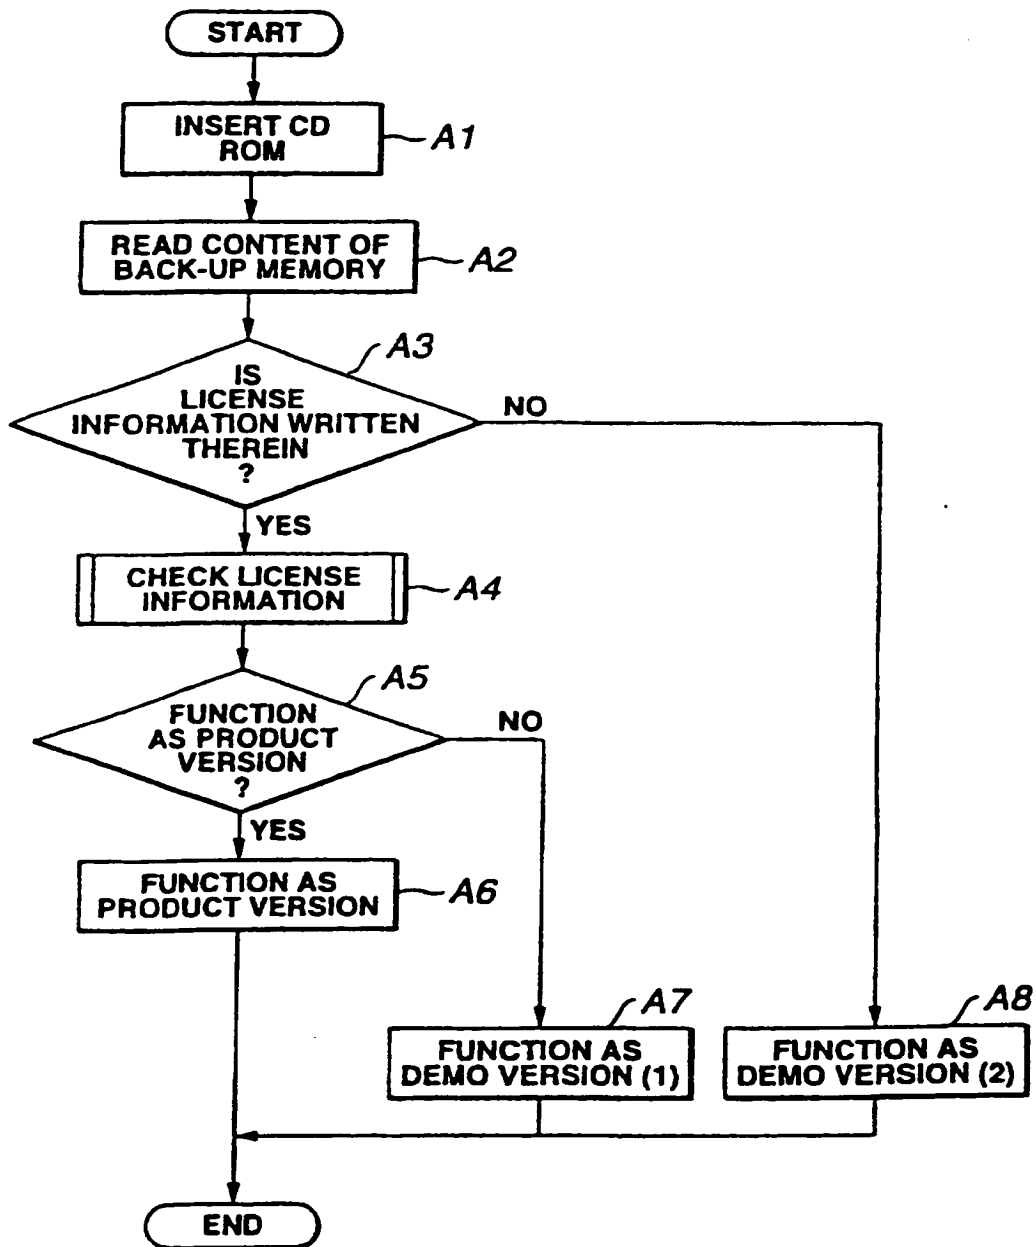 START
INSERT CD
ROM
A1
READ CONTENT OF
BACK-UP MEMORY
A2
A3
IS
LICENSE
INFORMATION WRITTEN
THEREIN
?
NO
YES
CHECK LICENSE
INFORMATION
A4
A5
FUNCTION
AS PRODUCT
VERSION
?
NO
YES
FUNCTION AS
PRODUCT VERSION
A6
A7
FUNCTION AS
DEMO VERSION (1)
A8
FUNCTION AS
DEMO VERSION (2)
END